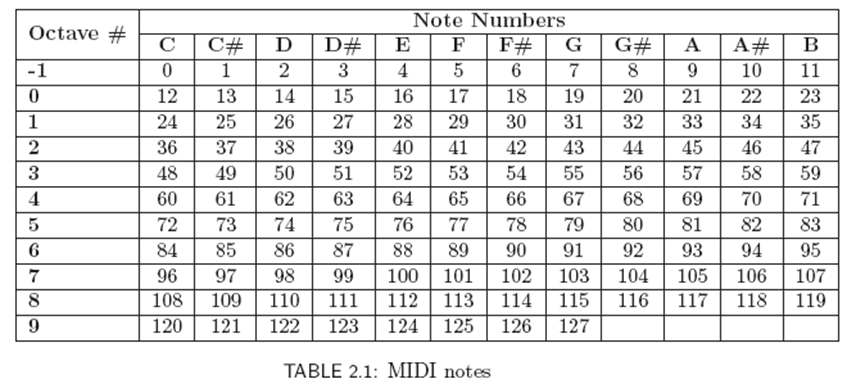 Octave # Note Numbers
C C# D D# E F F# G G# A A# B
-1 0 1 2 3 4 5 6 7 8 9 10 11
0 12 13 14 15 16 17 18 19 20 21 22 23
1 24 25 26 27 28 29 30 31 32 33 34 35
2 36 37 38 39 40 41 42 43 44 45 46 47
3 48 49 50 51 52 53 54 55 56 57 58 59
4 60 61 62 63 64 65 66 67 68 69 70 71
5 72 73 74 75 76 77 78 79 80 81 82 83
6 84 85 86 87 88 89 90 91 92 93 94 95
7 96 97 98 99 100 101 102 103 104 105 106 107
8 108 109 110 111 112 113 114 115 116 117 118 119
9 120 121 122 123 124 125 126 127
TABLE 2.1: MIDI notes